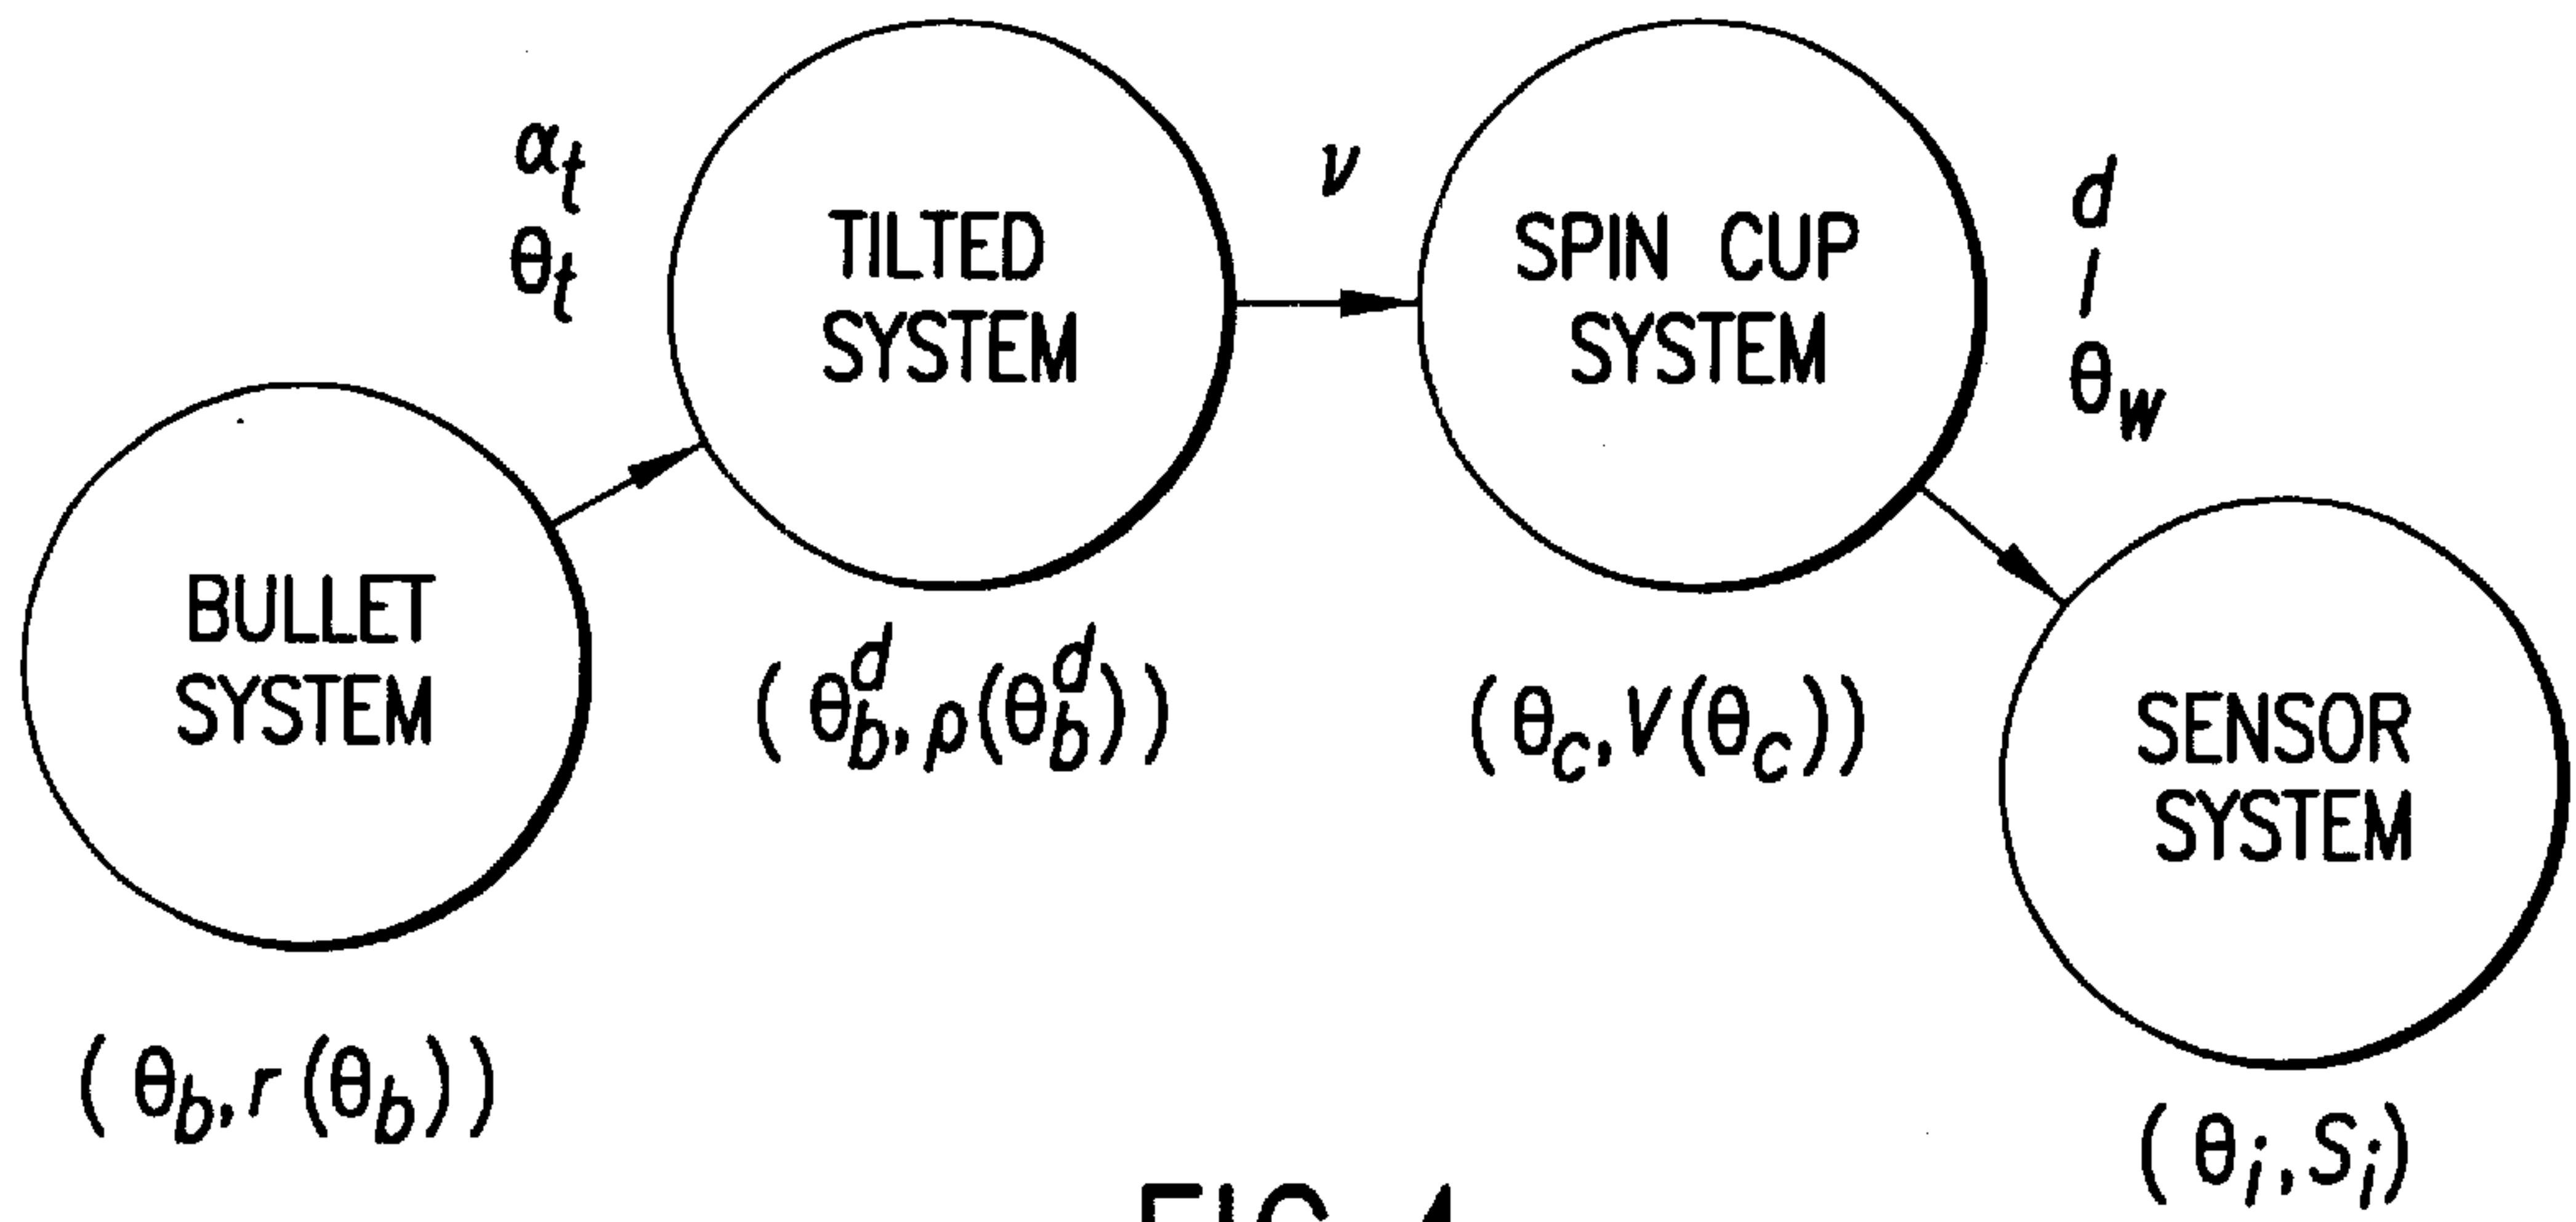 α_t
θ_t
TILTED
SYSTEM
ν
SPIN CUP
SYSTEM
d
θ_w
BULLET
SYSTEM
(θ_b^d, ρ(θ_b^d))
(θ_c, V(θ_c))
SENSOR
SYSTEM
(θ_b, r(θ_b))
(θ_i, S_i)